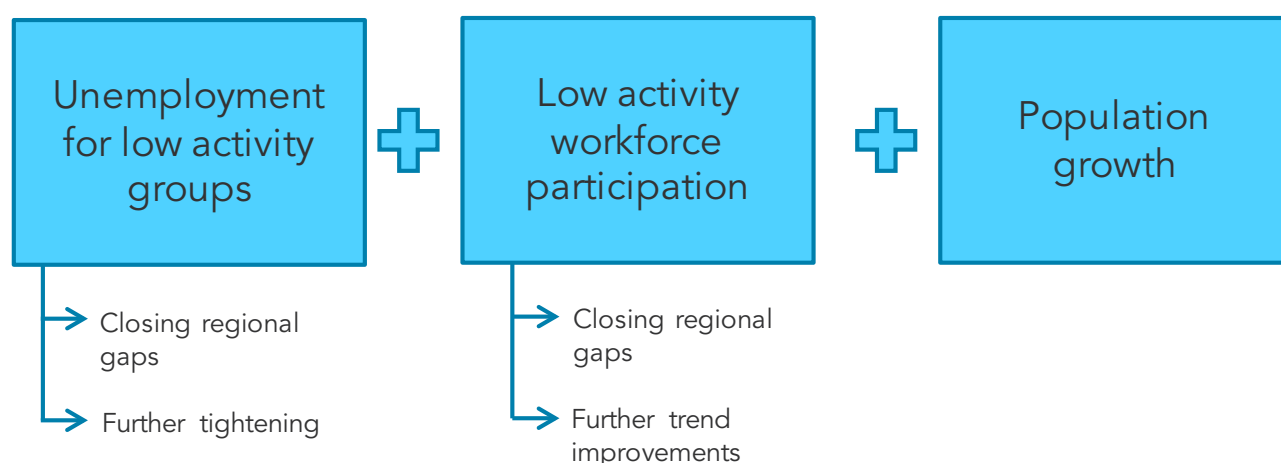 Unemployment
for low activity
groups
Low activity
workforce
participation
Population
growth
Closing regional
gaps
Further tightening
Closing regional
gaps
Further trend
improvements